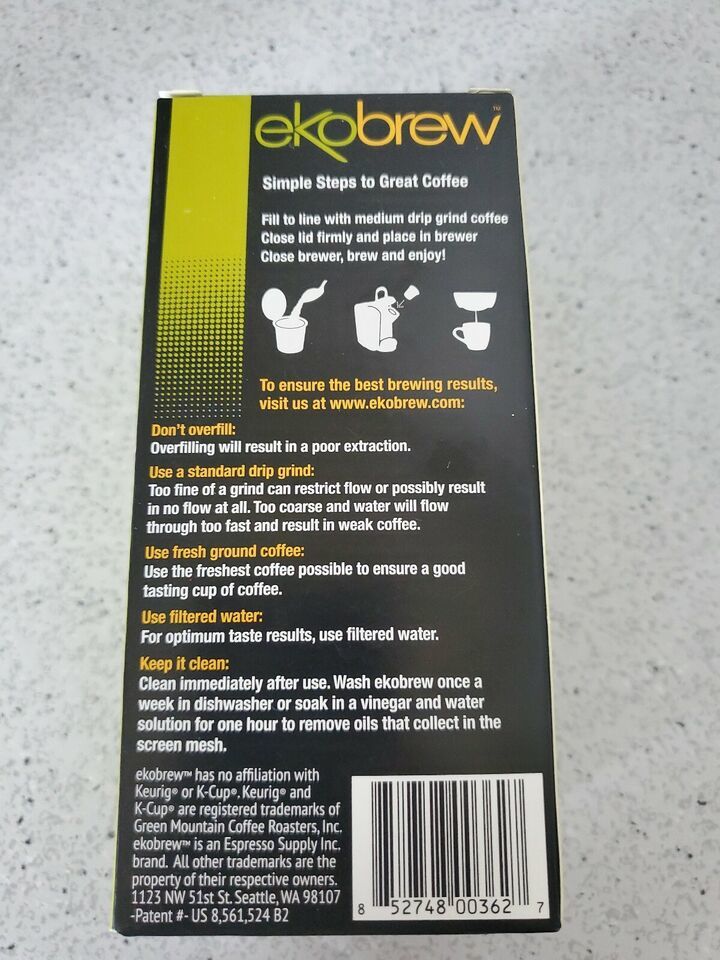 ekobrew™
Simple Steps to Great Coffee
Fill to line with medium drip grind coffee
Close lid firmly and place in brewer
Close brewer, brew and enjoy!
To ensure the best brewing results,
visit us at www.ekobrew.com:
Don't overfill:
Overfilling will result in a poor extraction.
Use a standard drip grind:
Too fine of a grind can restrict flow or possibly result
in no flow at all. Too coarse and water will flow
through too fast and result in weak coffee.
Use fresh ground coffee:
Use the freshest coffee possible to ensure a good
tasting cup of coffee.
Use filtered water:
For optimum taste results, use filtered water.
Keep it clean:
Clean immediately after use. Wash ekobrew once a
week in dishwasher or soak in a vinegar and water
solution for one hour to remove oils that collect in the
screen mesh.
ekobrew™ has no affiliation with
Keurig® or K-Cup®. Keurig® and
K-Cup® are registered trademarks of
Green Mountain Coffee Roasters, Inc.
ekobrew™ is an Espresso Supply Inc.
brand. All other trademarks are the
property of their respective owners.
1123 NW 51st St. Seattle, WA 98107
-Patent #- US 8,561,524 B2
8 52748 00362 7